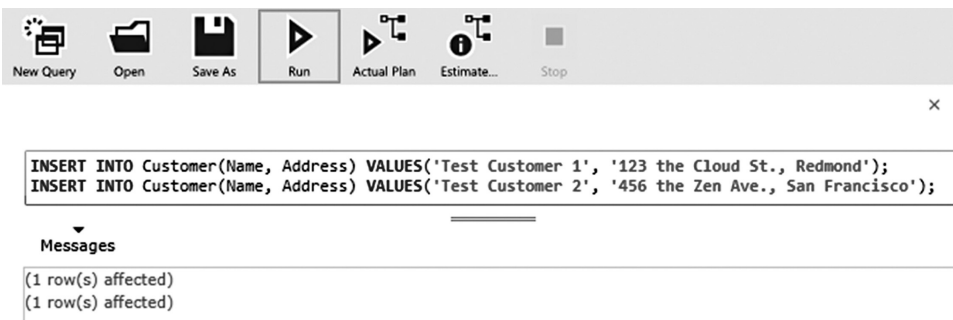 New Query Open Save As Run Actual Plan Estimate... Stop
INSERT INTO Customer(Name, Address) VALUES('Test Customer 1', '123 the Cloud St., Redmond');
INSERT INTO Customer(Name, Address) VALUES('Test Customer 2', '456 the Zen Ave., San Francisco');
Messages
(1 row(s) affected)
(1 row(s) affected)